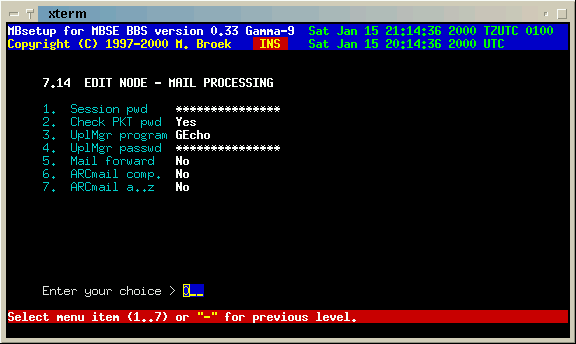 xterm
MBsetup for MBSE BBS version 0.33 Gamma-9 Sat Jan 15 21:14:36 2000 TZUTC 0100
Copyright (C) 1997-2000 M. Broek INS Sat Jan 15 20:14:36 2000 UTC
7.14 EDIT NODE - MAIL PROCESSING
1. Session pwd ***************
2. Check PKT pwd Yes
3. UplMgr program GEcho
4. UplMgr passwd ***************
5. Mail forward No
6. ARCmail comp. No
7. ARCmail a..z No
Enter your choice > 0__
Select menu item (1..7) or "-" for previous level.